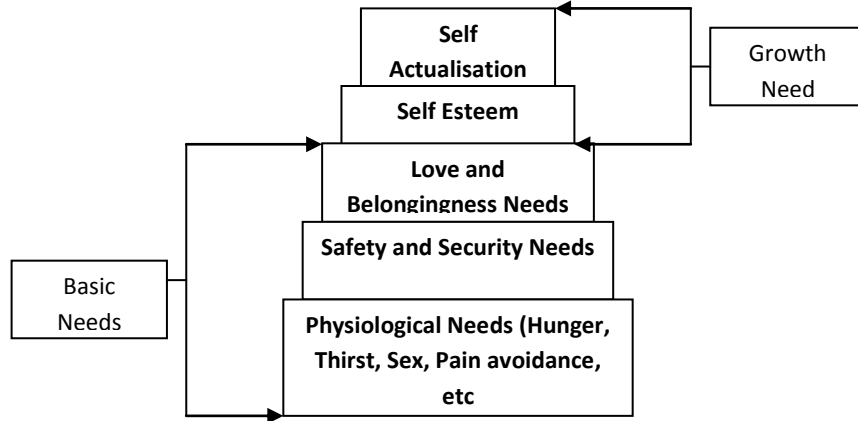 Self
Actualisation
Growth
Need
Self Esteem
Love and
Belongingness Needs
Safety and Security Needs
Basic
Needs
Physiological Needs (Hunger,
Thirst, Sex, Pain avoidance,
etc